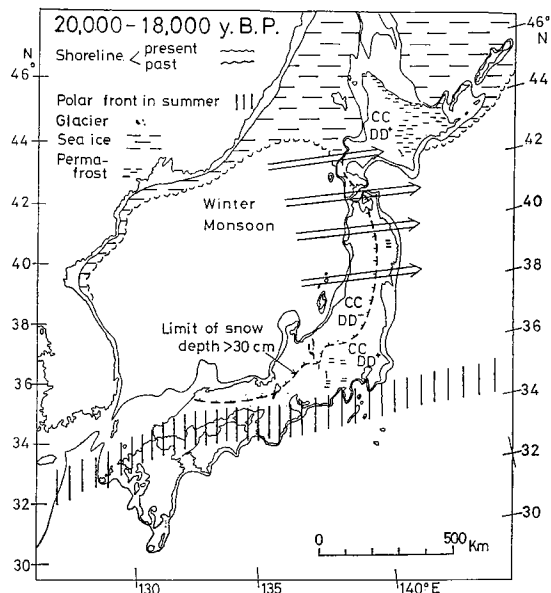 20,000–18,000 y. B.P.
Shoreline < present
past
Polar front in summer
Glacier
Sea ice
Perma-
frost
Winter
Monsoon
Limit of snow
depth >30 cm
CC
DD⁺
CC
DD⁻
CC
DD⁺
0 500
Km
N
46°
44
42
40
38
36
34
32
30
46°
N
44
42
40
38
36
34
32
30
130 135 140°E